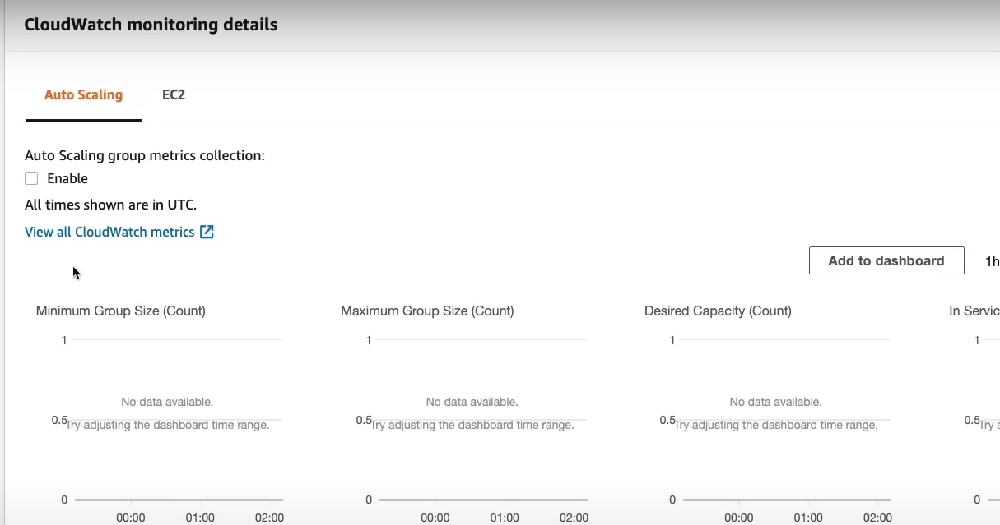 CloudWatch monitoring details
Auto Scaling
EC2
Auto Scaling group metrics collection:
Enable
All times shown are in UTC.
View all CloudWatch metrics
Add to dashboard
1h
Minimum Group Size (Count)
1
No data available.
0.5
Try adjusting the dashboard time range.
0
00:00 01:00 02:00
Maximum Group Size (Count)
1
No data available.
0.5
Try adjusting the dashboard time range.
0
00:00 01:00 02:00
Desired Capacity (Count)
1
No data available.
0.5
Try adjusting the dashboard time range.
0
00:00 01:00 02:00
In Servic
1
0.5
Try a
0